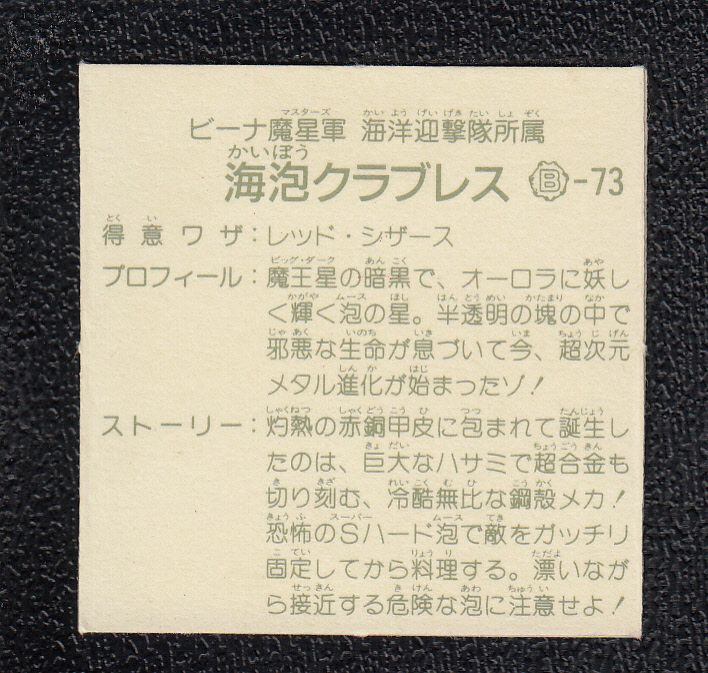 ビーナ魔星軍 海洋迎撃隊所属
海泡クラブレス Ⓑ-73
得意ワザ：レッド・シザース
プロフィール：魔王星の暗黒で、オーロラに妖し
く輝く泡の星。半透明の塊の中で
邪悪な生命が息づいて今、超次元
メタル進化が始まったゾ！
ストーリー：灼熱の赤銅甲皮に包まれて誕生し
たのは、巨大なハサミで超合金も
切り刻む、冷酷無比な鋼殻メカ！
恐怖のSハード泡で敵をガッチリ
固定してから料理する。漂いなが
ら接近する危険な泡に注意せよ！